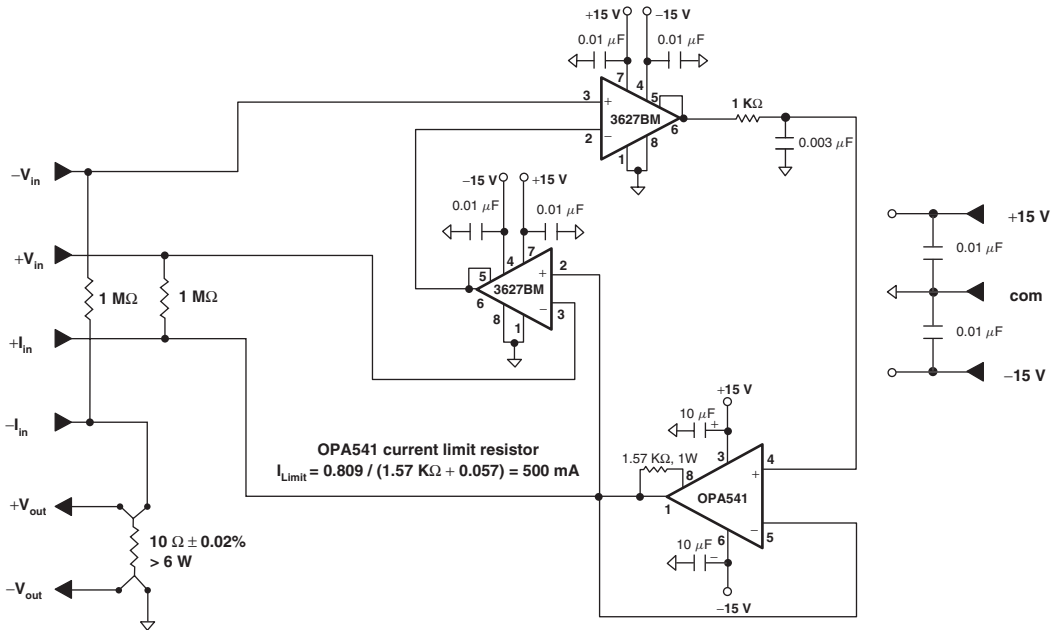 +15 V
−15 V
0.01 μF
0.01 μF
7
4
3
+
5
3627BM
6
2
−
1
8
1 KΩ
0.003 μF
−V_in
−15 V
+15 V
0.01 μF
0.01 μF
+V_in
4
7
5
+
2
3627BM
6
−
3
8
1
1 MΩ
1 MΩ
+I_in
−I_in
+15 V
0.01 μF
com
0.01 μF
−15 V
OPA541 current limit resistor
I_Limit = 0.809 / (1.57 KΩ + 0.057) = 500 mA
+15 V
10 μF
+
3
4
1.57 KΩ, 1W
8
+
OPA541
1
−
5
6
10 μF
−
−15 V
+V_out
10 Ω ± 0.02%
> 6 W
−V_out